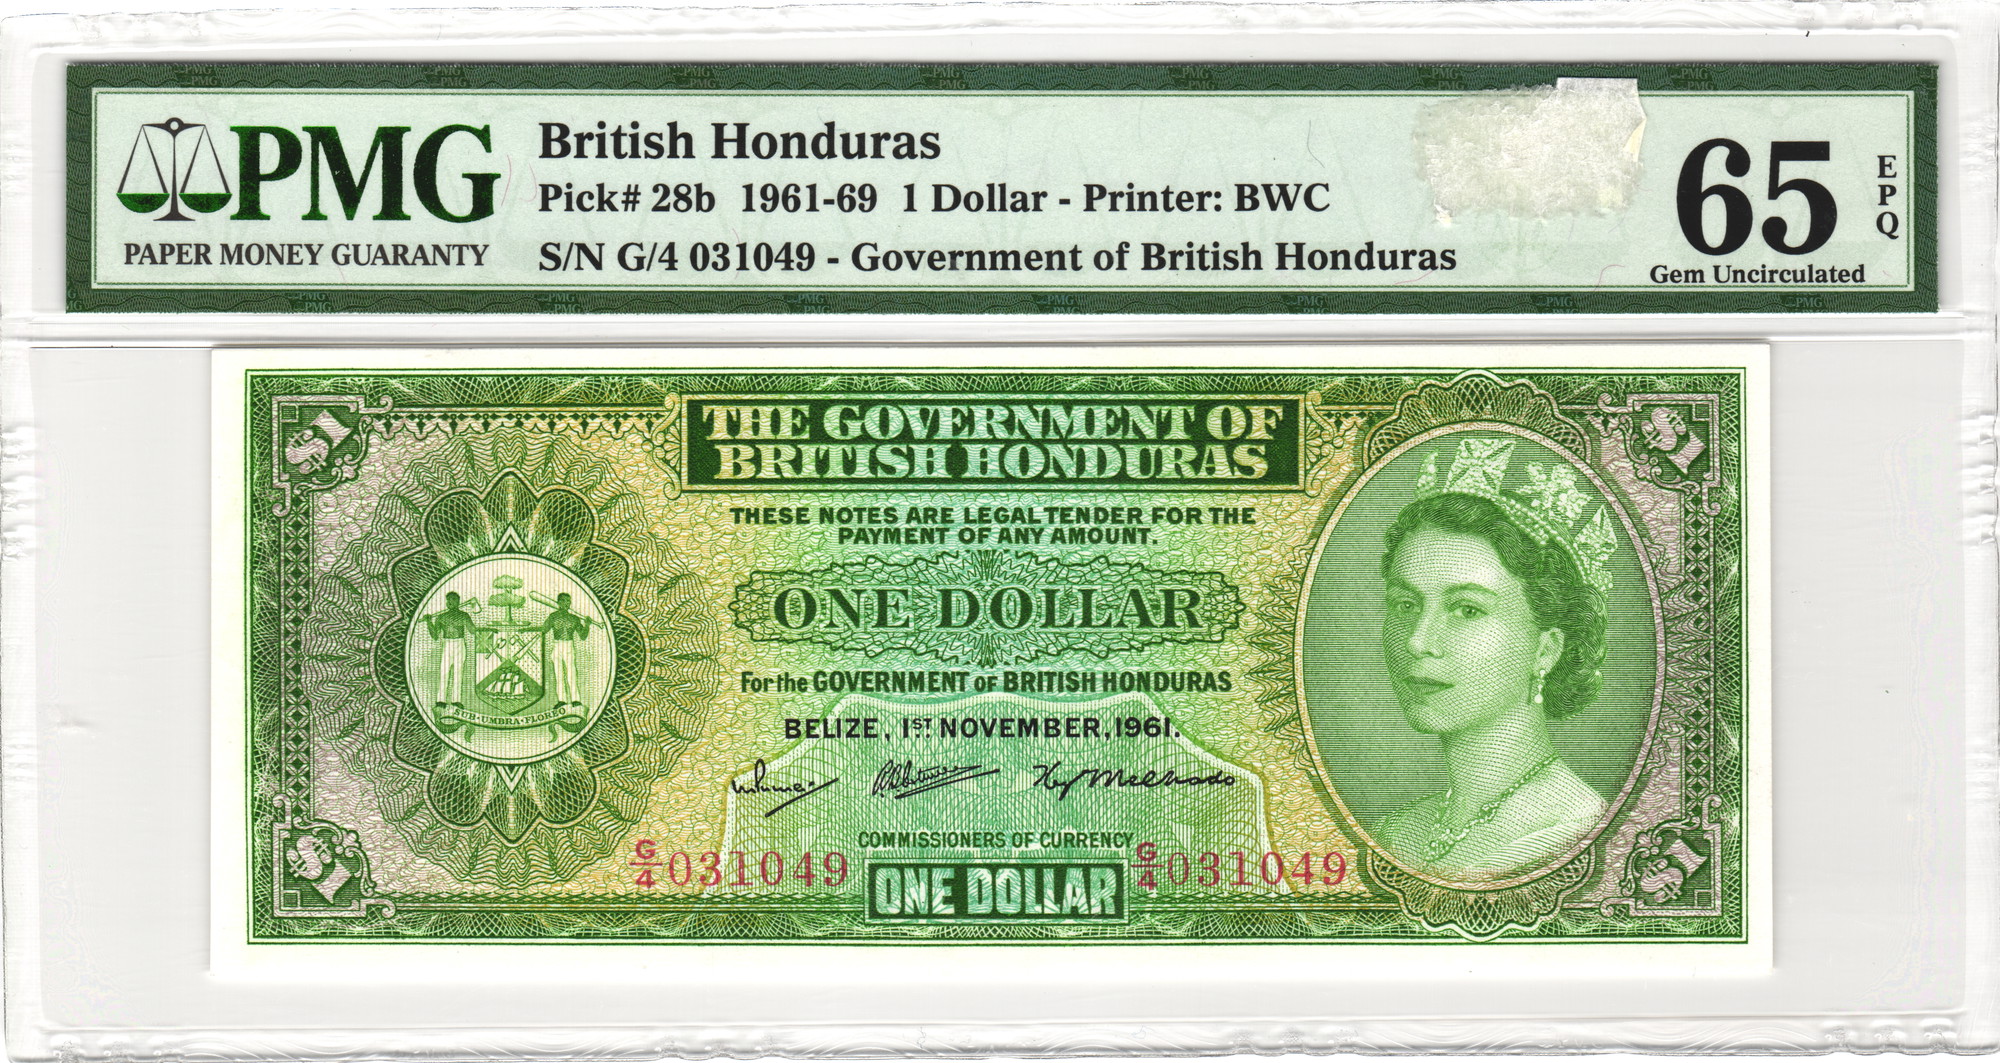 PMG
PAPER MONEY GUARANTY
British Honduras
Pick# 28b 1961-69 1 Dollar - Printer: BWC
S/N G/4 031049 - Government of British Honduras
65
EPQ
Gem Uncirculated
$1
$1
THE GOVERNMENT OF
BRITISH HONDURAS
THESE NOTES ARE LEGAL TENDER FOR THE
PAYMENT OF ANY AMOUNT.
ONE DOLLAR
For the GOVERNMENT OF BRITISH HONDURAS
UMBRA·FLOREO
BELIZE, 1ST NOVEMBER, 1961.
COMMISSIONERS OF CURRENCY
G/4 031049
G/4 031049
ONE DOLLAR
$1
$1